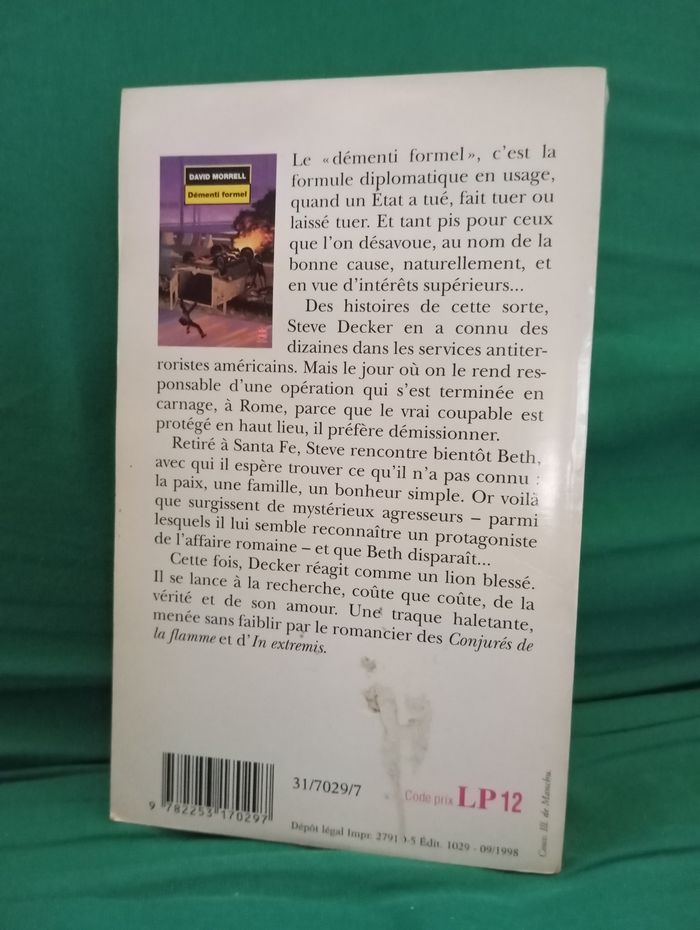 DAVID MORRELL
Démenti formel
Le «démenti formel», c'est la
formule diplomatique en usage,
quand un État a tué, fait tuer ou
laissé tuer. Et tant pis pour ceux
que l'on désavoue, au nom de la
bonne cause, naturellement, et
en vue d'intérêts supérieurs...
Des histoires de cette sorte,
Steve Decker en a connu des
dizaines dans les services antiter-
roristes américains. Mais le jour où on le rend res-
ponsable d'une opération qui s'est terminée en
carnage, à Rome, parce que le vrai coupable est
protégé en haut lieu, il préfère démissionner.
Retiré à Santa Fe, Steve rencontre bientôt Beth,
avec qui il espère trouver ce qu'il n'a pas connu :
la paix, une famille, un bonheur simple. Or voilà
que surgissent de mystérieux agresseurs – parmi
lesquels il lui semble reconnaître un protagoniste
de l'affaire romaine – et que Beth disparaît...
Cette fois, Decker réagit comme un lion blessé.
Il se lance à la recherche, coûte que coûte, de la
vérité et de son amour. Une traque haletante,
menée sans faiblir par le romancier des Conjurés de
la flamme et d'In extremis.
9 782253 170297
31/7029/7
Code prix LP 12
Dépôt légal Impr. 2791 -5 Édit. 1029 - 09/1998
Couv. Ill. de Manchu.